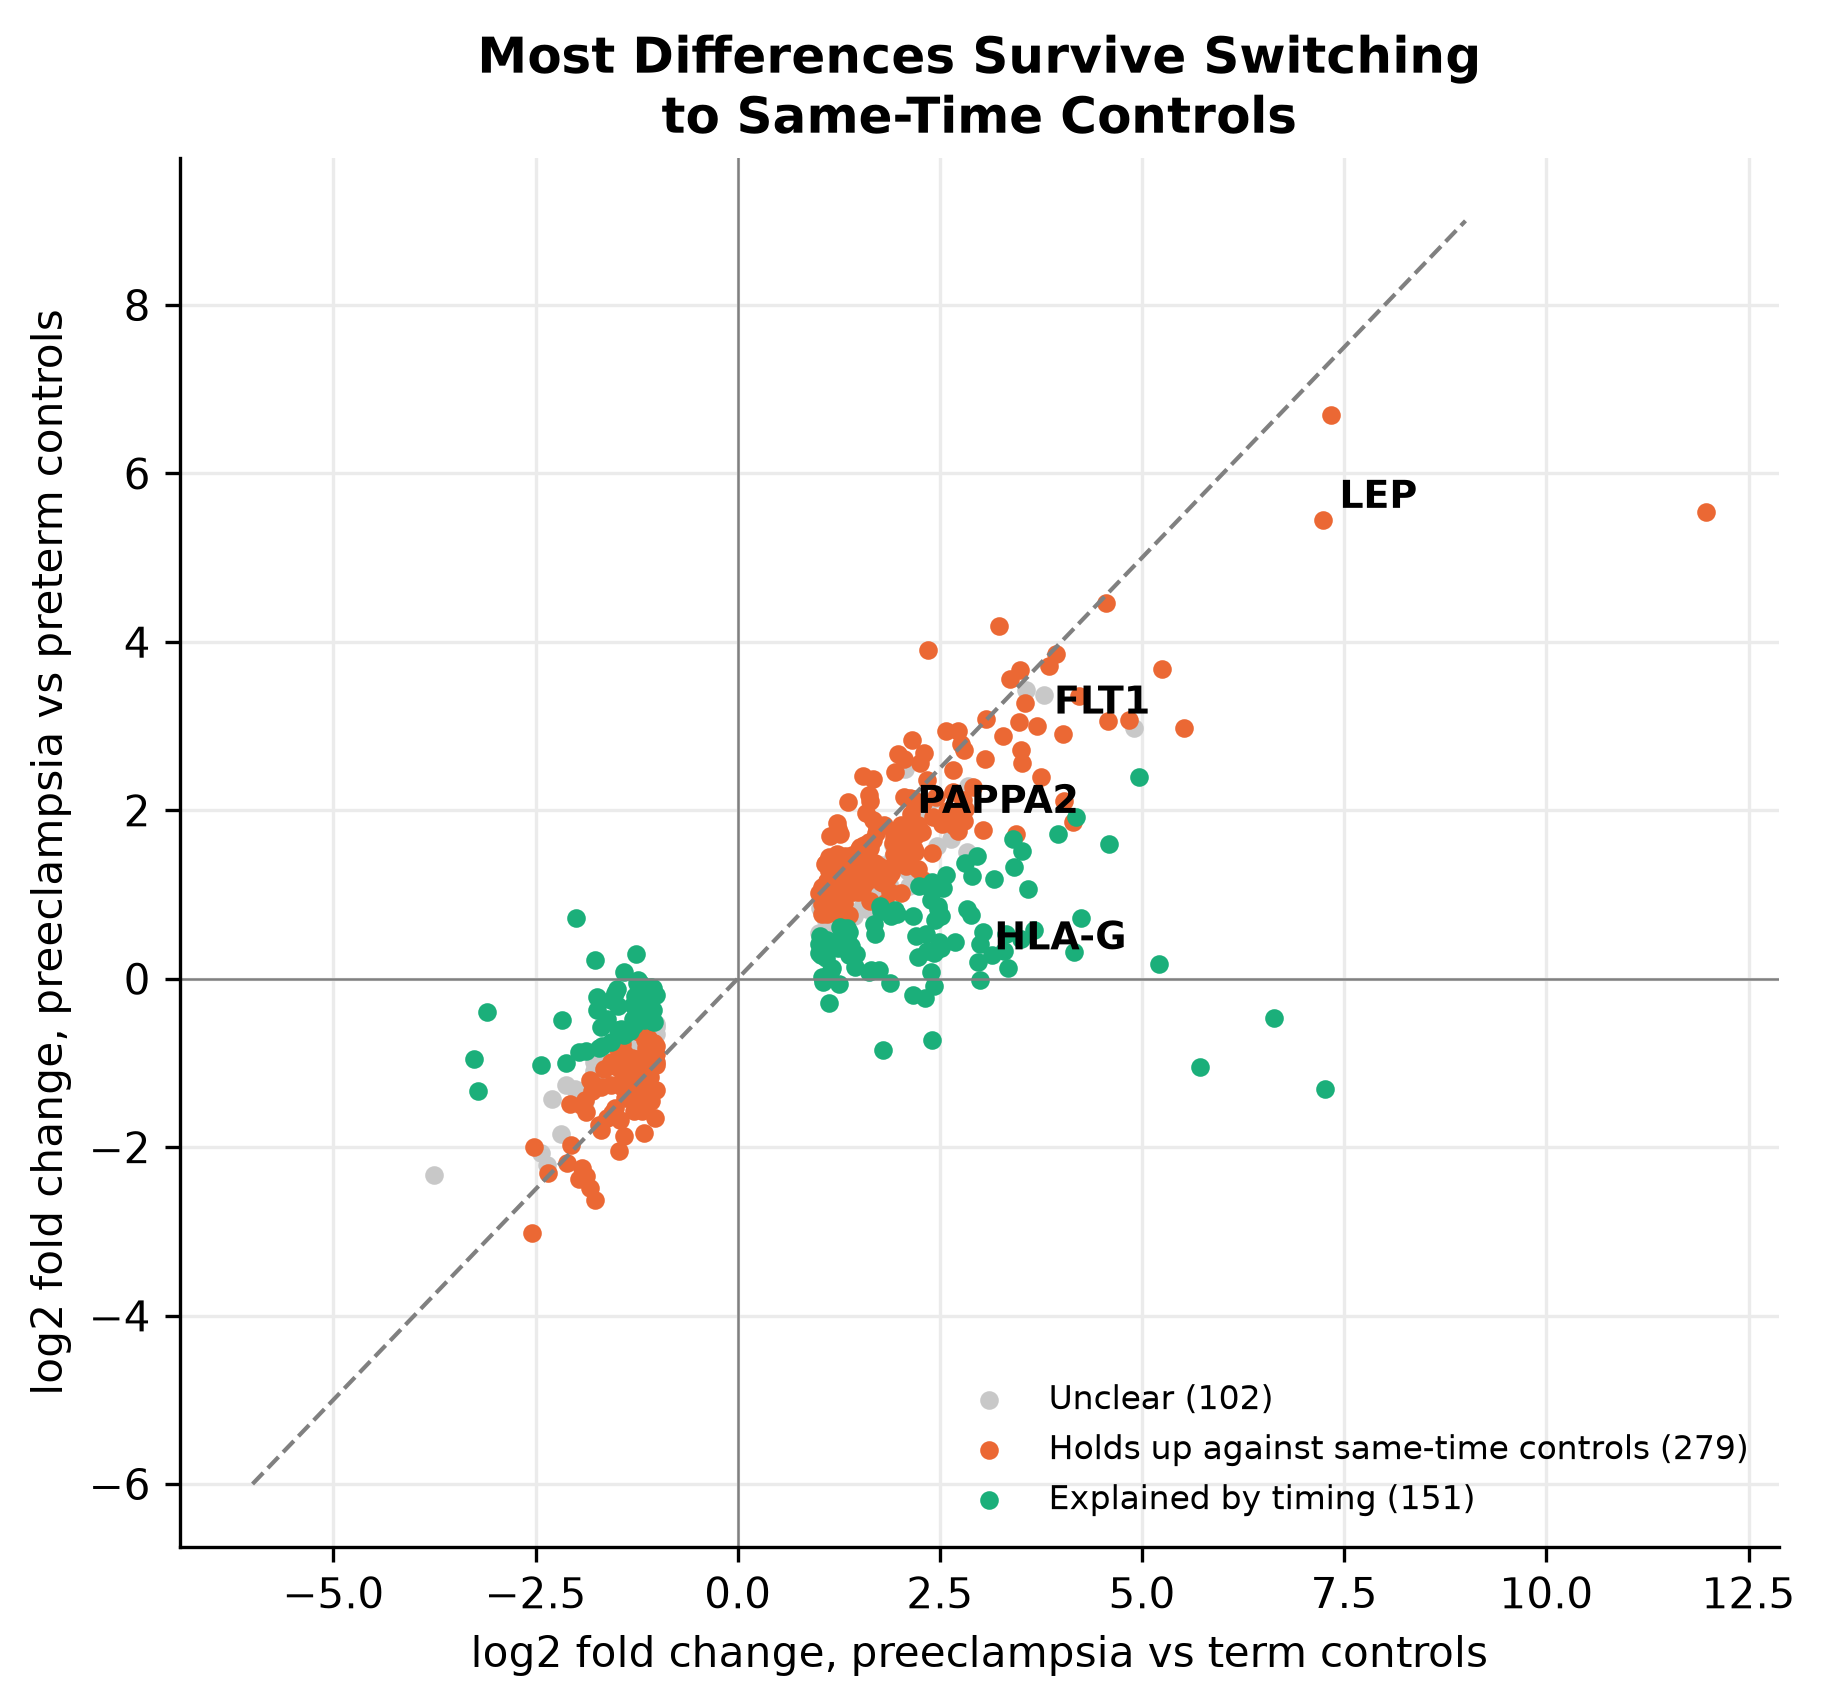 Most Differences Survive Switching
to Same-Time Controls
log2 fold change, preeclampsia vs preterm controls
8
6
4
2
0
−2
−4
−6
LEP
FLT1
PAPPA2
HLA-G
Unclear (102)
Holds up against same-time controls (279)
Explained by timing (151)
−5.0
−2.5
0.0
2.5
5.0
7.5
10.0
12.5
log2 fold change, preeclampsia vs term controls